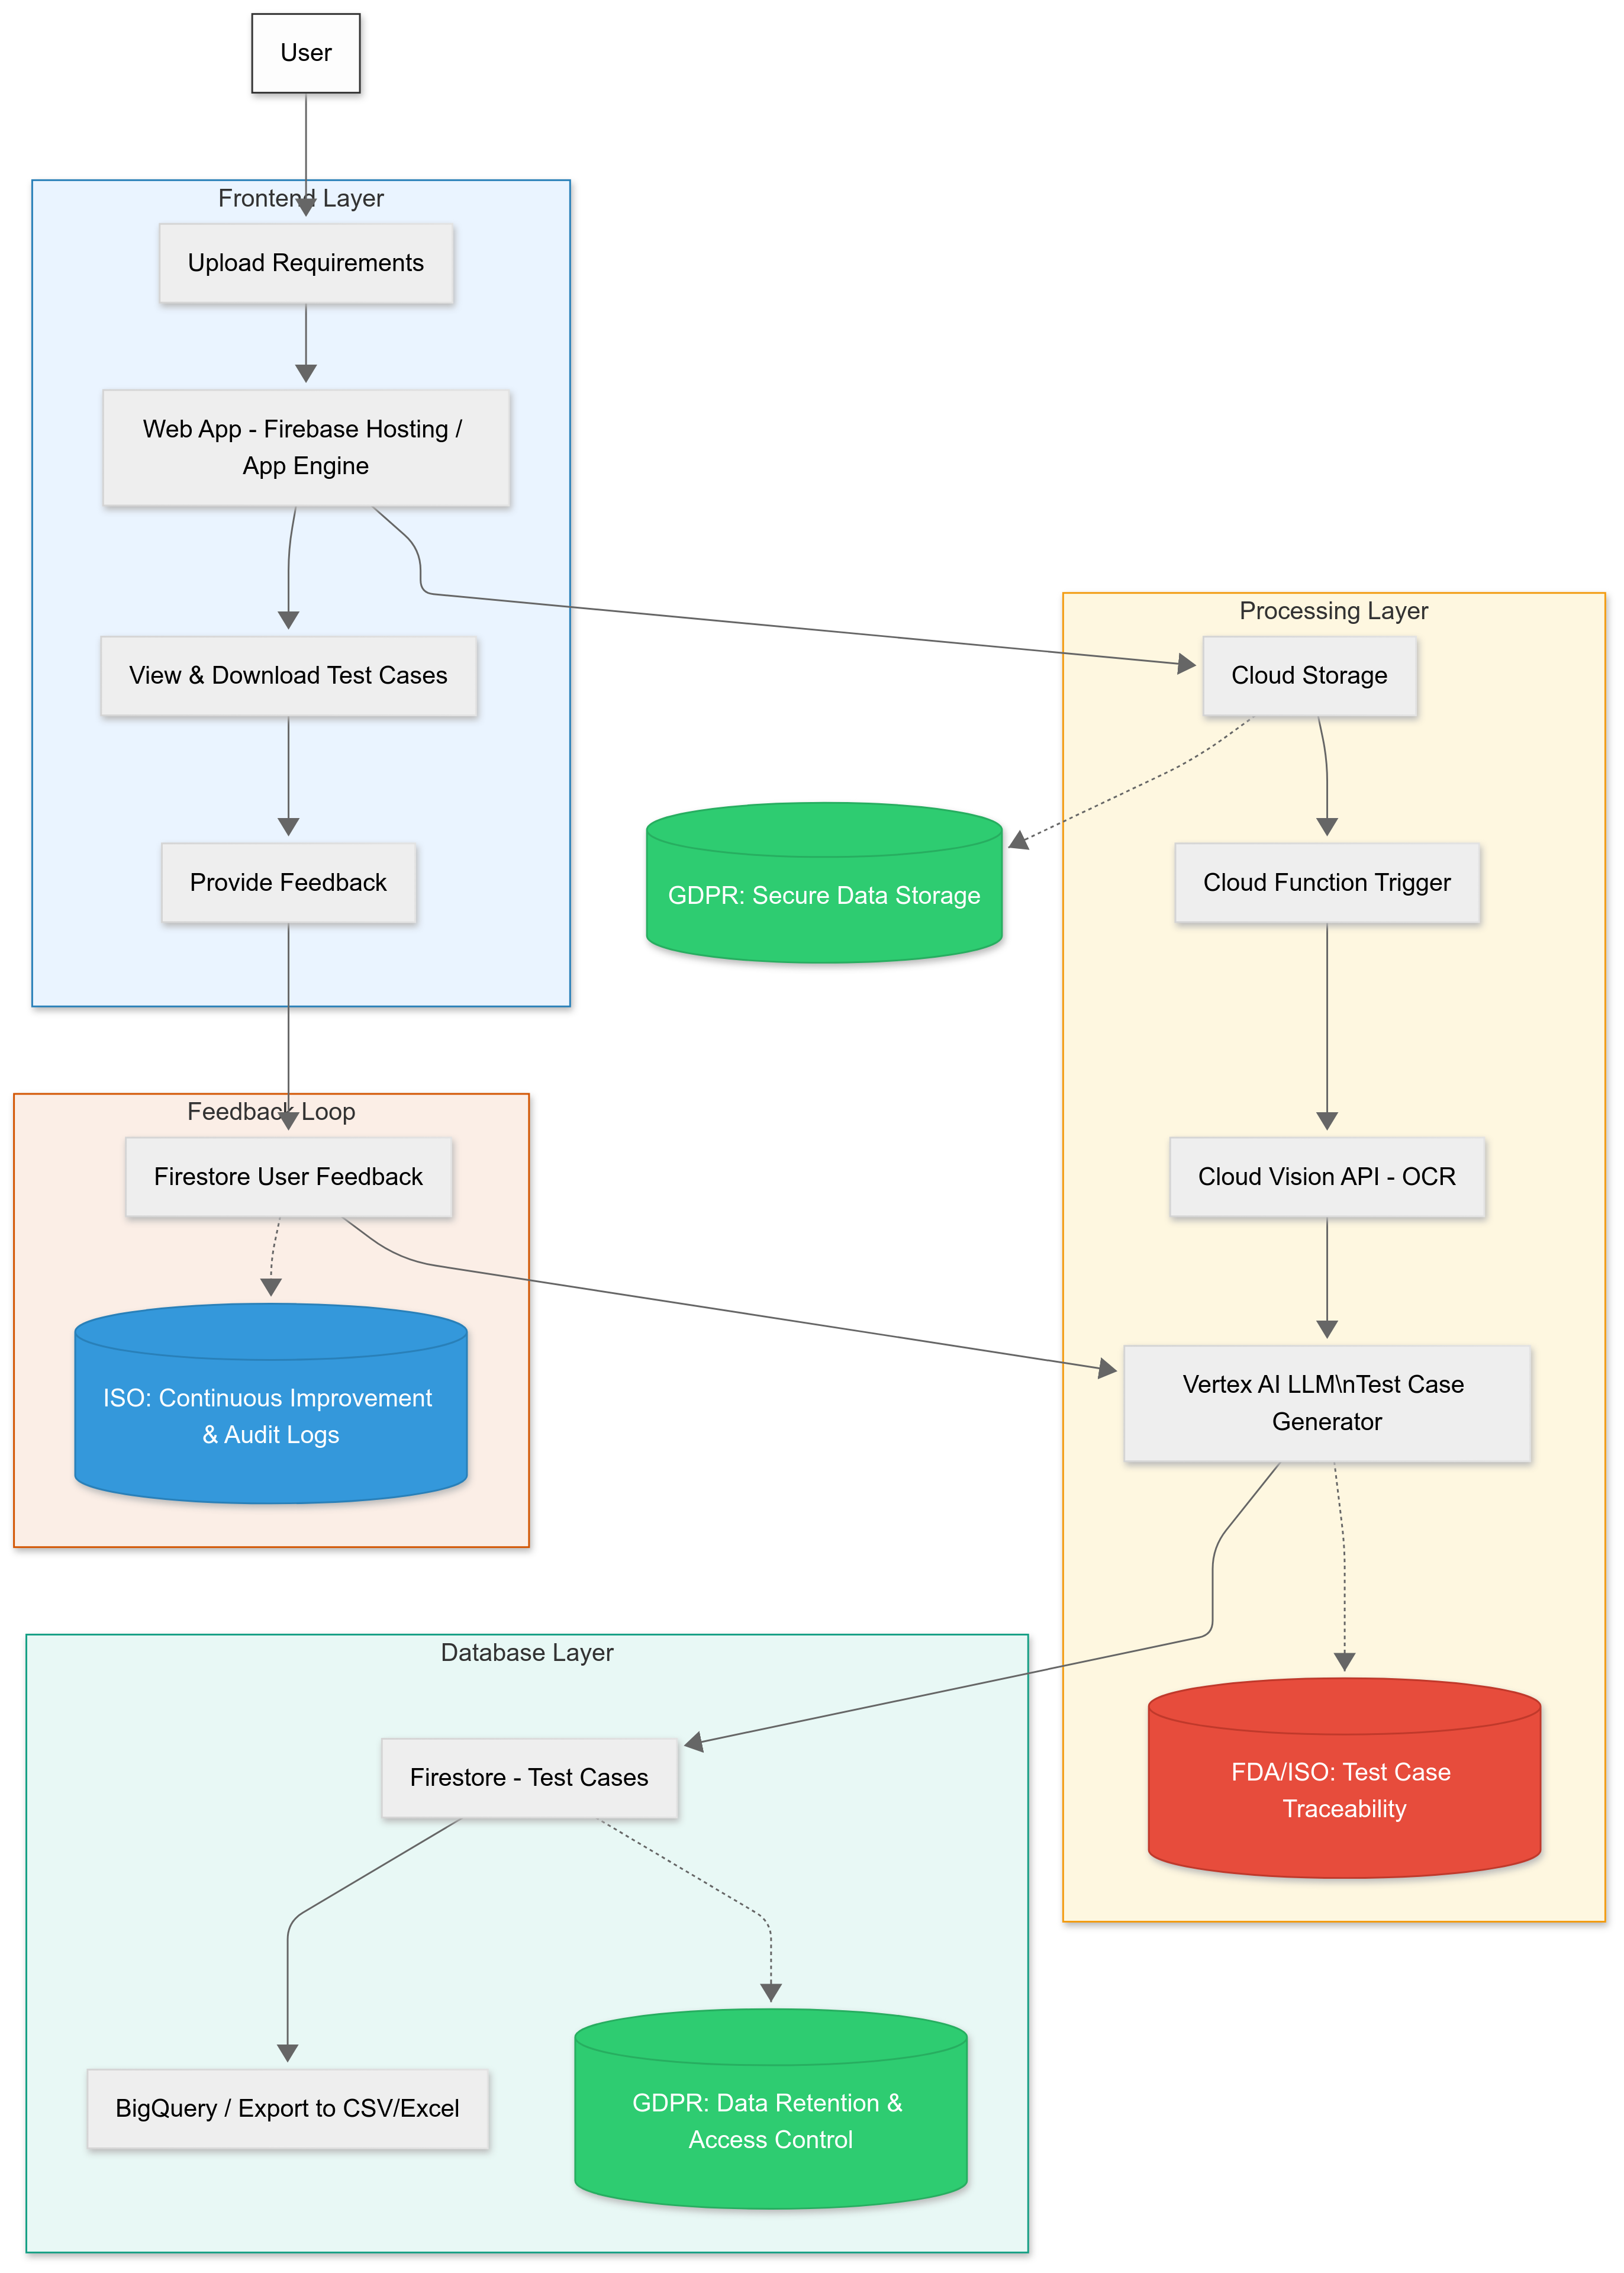 User
Frontend Layer
Upload Requirements
Web App - Firebase Hosting /
App Engine
View & Download Test Cases
Provide Feedback
Processing Layer
Cloud Storage
GDPR: Secure Data Storage
Cloud Function Trigger
Cloud Vision API - OCR
Vertex AI LLM\nTest Case
Generator
FDA/ISO: Test Case
Traceability
Feedback Loop
Firestore User Feedback
ISO: Continuous Improvement
& Audit Logs
Database Layer
Firestore - Test Cases
BigQuery / Export to CSV/Excel
GDPR: Data Retention &
Access Control